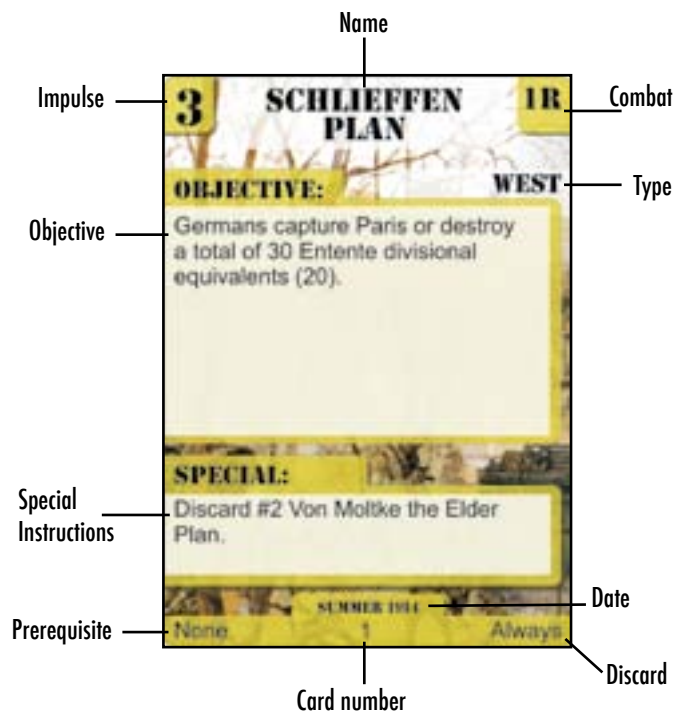 Name
Impulse
3
SCHLIEFFEN
PLAN
1R
Combat
OBJECTIVE:
WEST
Type
Objective
Germans capture Paris or destroy
a total of 30 Entente divisional
equivalents (20).
SPECIAL:
Special
Instructions
Discard #2 Von Moltke the Elder
Plan.
SUMMER 1914
Date
Prerequisite
None
1
Always
Discard
Card number